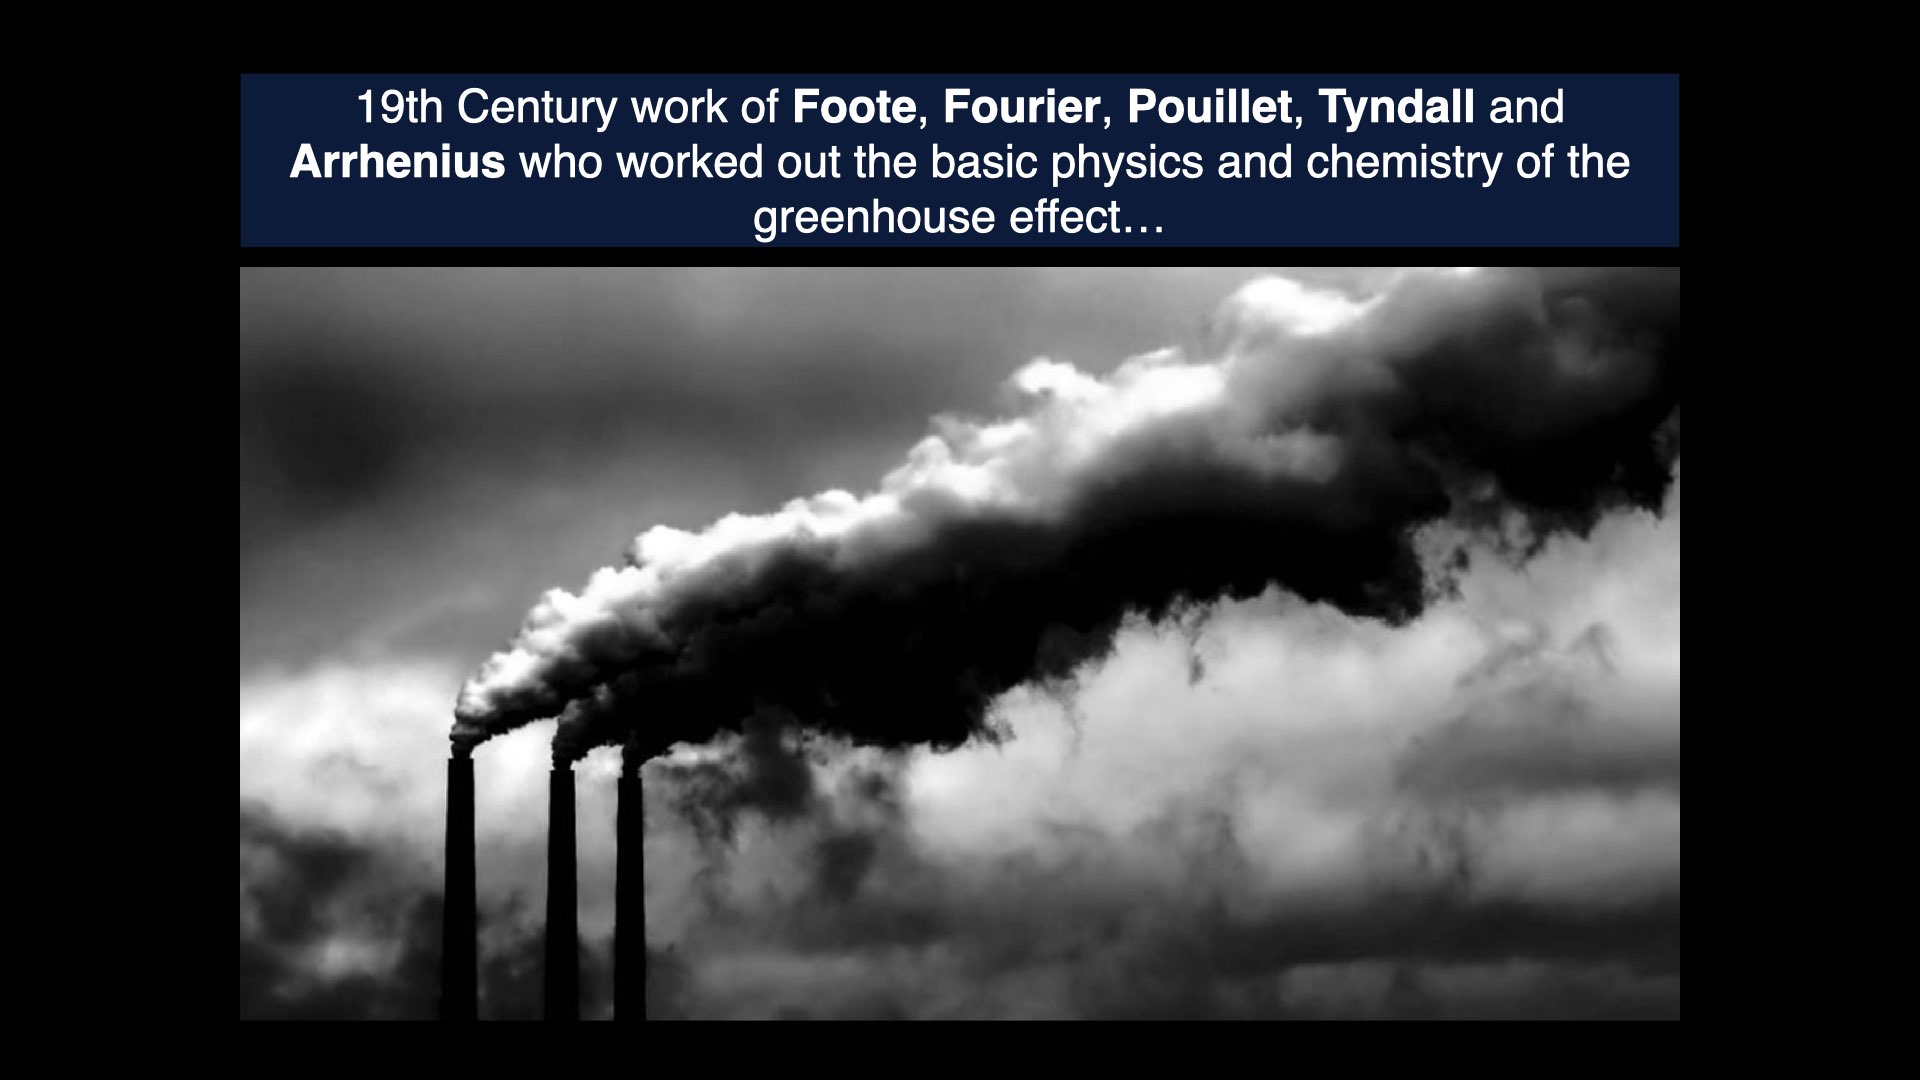 19th Century work of Foote, Fourier, Pouillet, Tyndall and
Arrhenius who worked out the basic physics and chemistry of the
greenhouse effect…